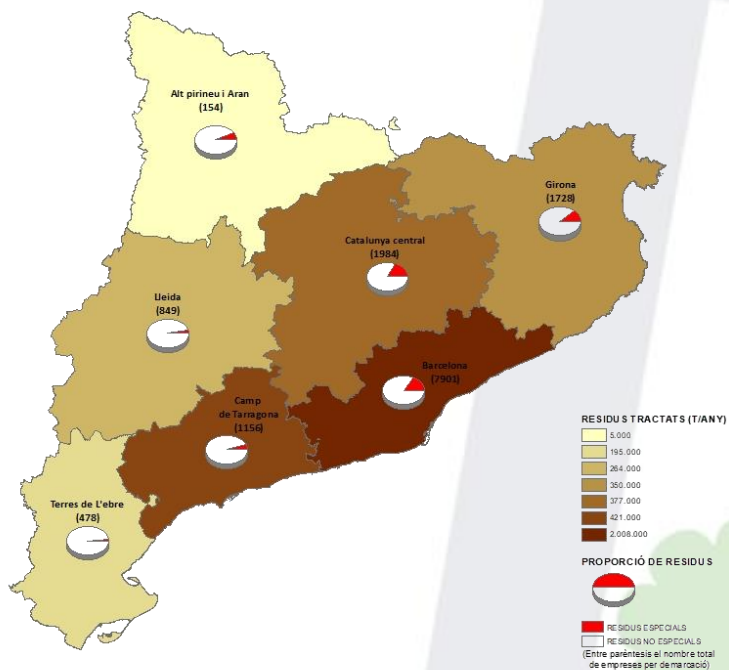 Alt pirineu i Aran
(154)
Girona
(1728)
Catalunya central
(1984)
Lleida
(849)
Barcelona
(7901)
Camp
de Tarragona
(1156)
Terres de L'ebre
(478)
RESIDUS TRACTATS (T/ANY)
5.000
195.000
264.000
350.000
377.000
421.000
2.008.000
PROPORCIÓ DE RESIDUS
RESIDUS ESPECIALS
RESIDUS NO ESPECIALS
(Entre parèntesis el nombre total
de empreses per demarcació)